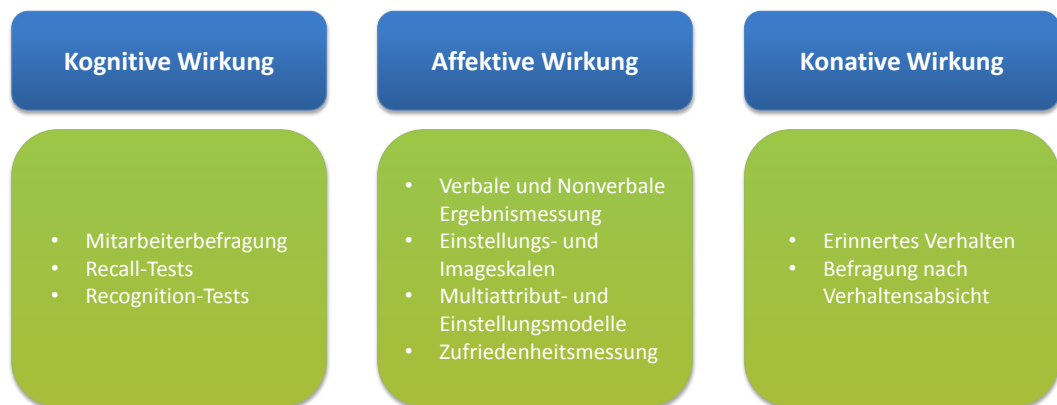 Kognitive Wirkung
Affektive Wirkung
Konative Wirkung
• Mitarbeiterbefragung
• Recall-Tests
• Recognition-Tests
• Verbale und Nonverbale
Ergebnismessung
• Einstellungs- und
Imageskalen
• Multiattribut- und
Einstellungsmodelle
• Zufriedenheitsmessung
• Erinnertes Verhalten
• Befragung nach
Verhaltensabsicht